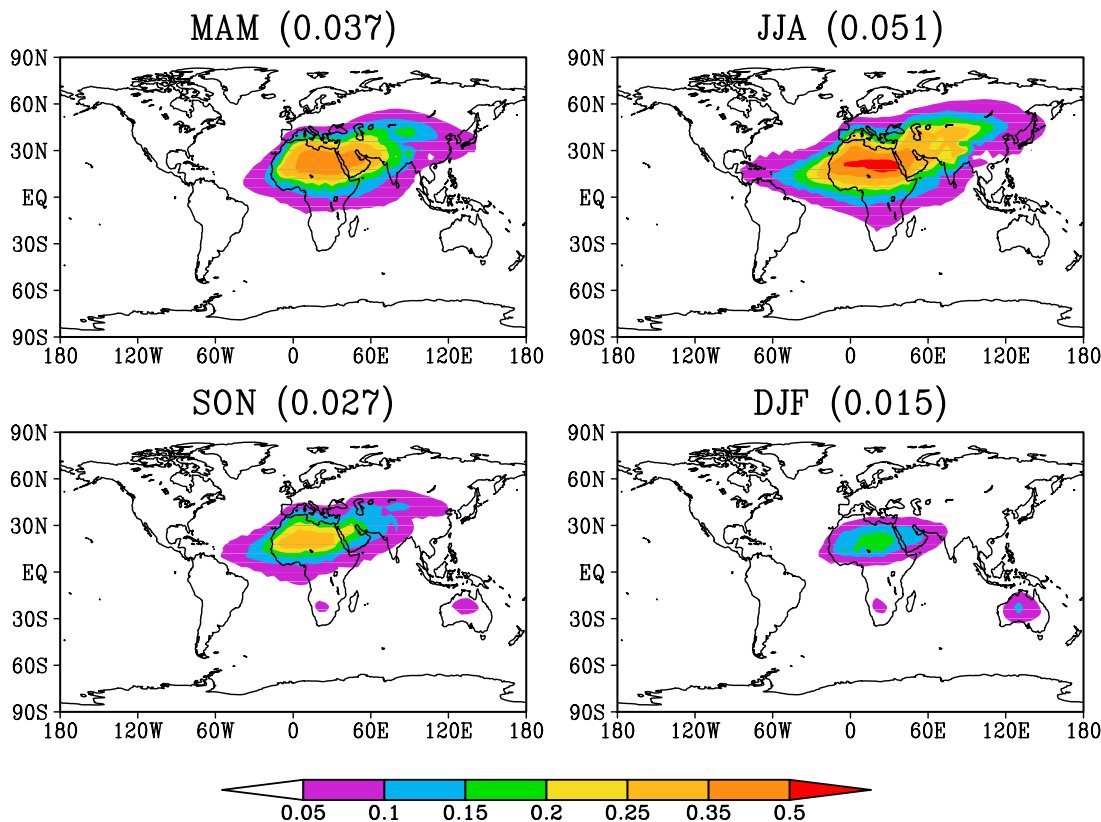 MAM (0.037)
JJA (0.051)
90N
60N
30N
EQ
30S
60S
90S
180 120W 60W 0 60E 120E 180
90N
60N
30N
EQ
30S
60S
90S
180 120W 60W 0 60E 120E 180
SON (0.027)
DJF (0.015)
90N
60N
30N
EQ
30S
60S
90S
180 120W 60W 0 60E 120E 180
90N
60N
30N
EQ
30S
60S
90S
180 120W 60W 0 60E 120E 180
0.05 0.1 0.15 0.2 0.25 0.35 0.5